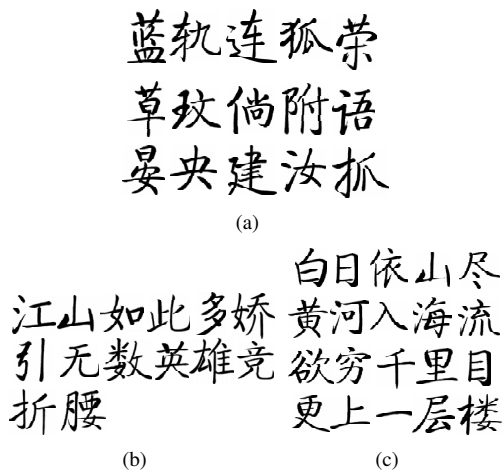 蓝轨连狐荣
草玟倘附语
晏央建汝抓
(a)
江山如此多娇
引无数英雄竞
折腰
(b)
白日依山尽
黄河入海流
欲穷千里目
更上一层楼
(c)